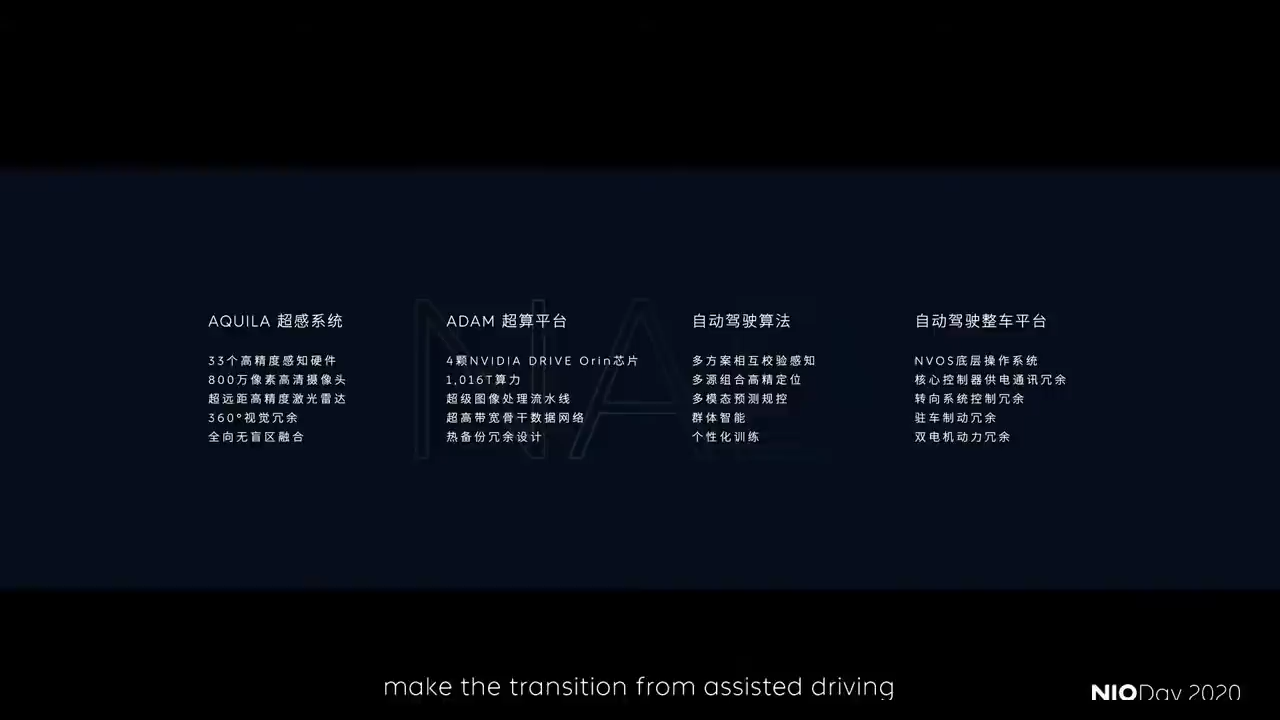 AQUILA 超感系统
33个高精度感知硬件
800万像素高清摄像头
超远距高精度激光雷达
360°视觉冗余
全向无盲区融合
ADAM 超算平台
4颗NVIDIA DRIVE Orin芯片
1,016T算力
超级图像处理流水线
超高带宽骨干数据网络
热备份冗余设计
自动驾驶算法
多方案相互校验感知
多源组合高精定位
多模态预测规控
群体智能
个性化训练
自动驾驶整车平台
NVOS底层操作系统
核心控制器供电通讯冗余
转向系统控制冗余
驻车制动冗余
双电机动力冗余
make the transition from assisted driving
NIODay 2020